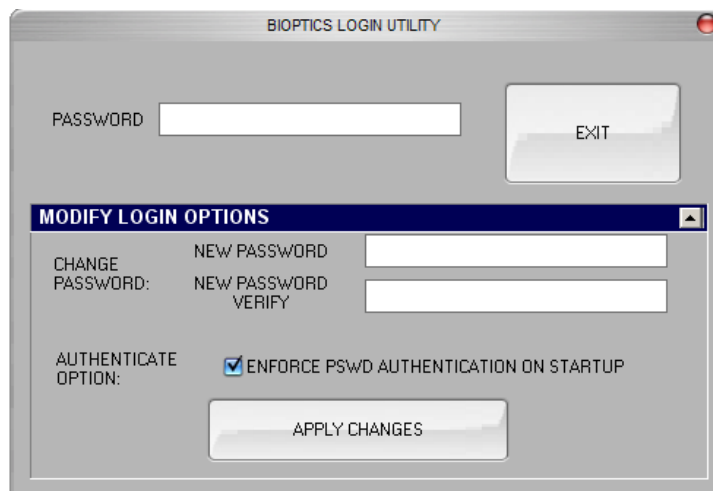 BIOPTICS LOGIN UTILITY
PASSWORD
EXIT
MODIFY LOGIN OPTIONS
CHANGE
PASSWORD:
NEW PASSWORD
NEW PASSWORD
VERIFY
AUTHENTICATE
OPTION:
ENFORCE PSWD AUTHENTICATION ON STARTUP
APPLY CHANGES